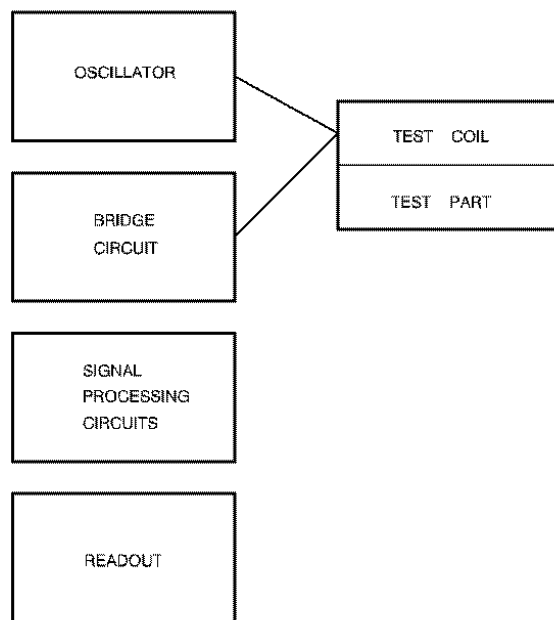 OSCILLATOR
TEST COIL
TEST PART
BRIDGE
CIRCUIT
SIGNAL
PROCESSING
CIRCUITS
READOUT